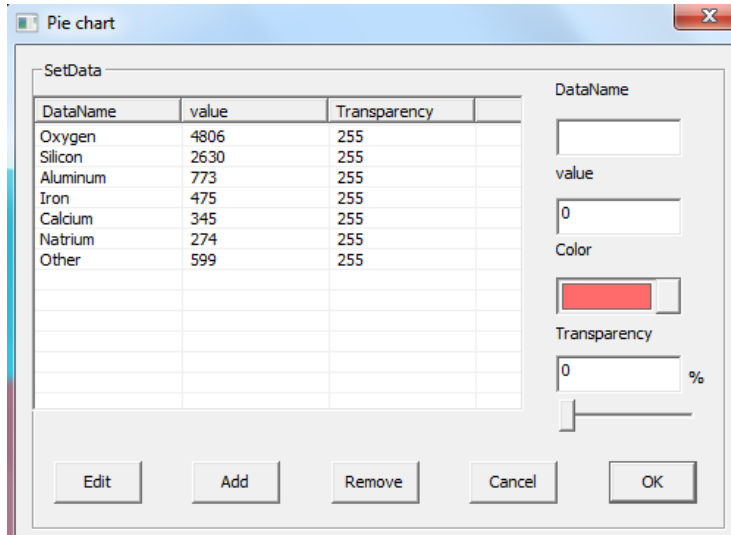 Pie chart
X
SetData
DataName value Transparency
Oxygen 4806 255
Silicon 2630 255
Aluminum 773 255
Iron 475 255
Calcium 345 255
Natrium 274 255
Other 599 255
DataName
value
0
Color
Transparency
0 %
Edit Add Remove Cancel OK